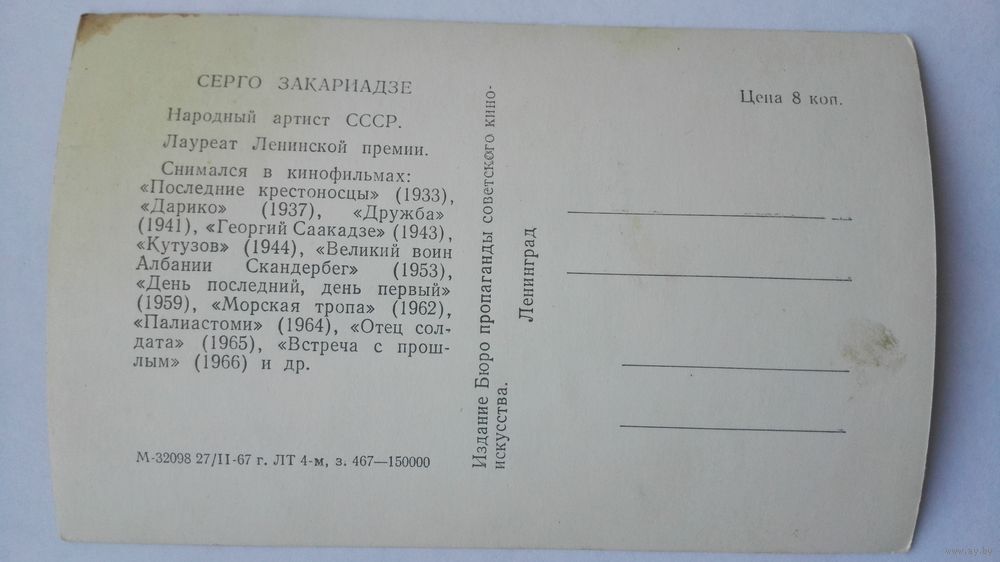 СЕРГО ЗАКАРИАДЗЕ
Народный артист СССР.
Лауреат Ленинской премии.
Снимался в кинофильмах:
«Последние крестоносцы» (1933),
«Дарико» (1937), «Дружба»
(1941), «Георгий Саакадзе» (1943),
«Кутузов» (1944), «Великий воин
Албании Скандербег» (1953),
«День последний, день первый»
(1959), «Морская тропа» (1962),
«Палиастоми» (1964), «Отец сол-
дата» (1965), «Встреча с прош-
лым» (1966) и др.
М-32098 27/II-67 г. ЛТ 4-м, з. 467—150000
Издание Бюро пропаганды советского кино-
искусства.
Ленинград
Цена 8 коп.
www.ay.by